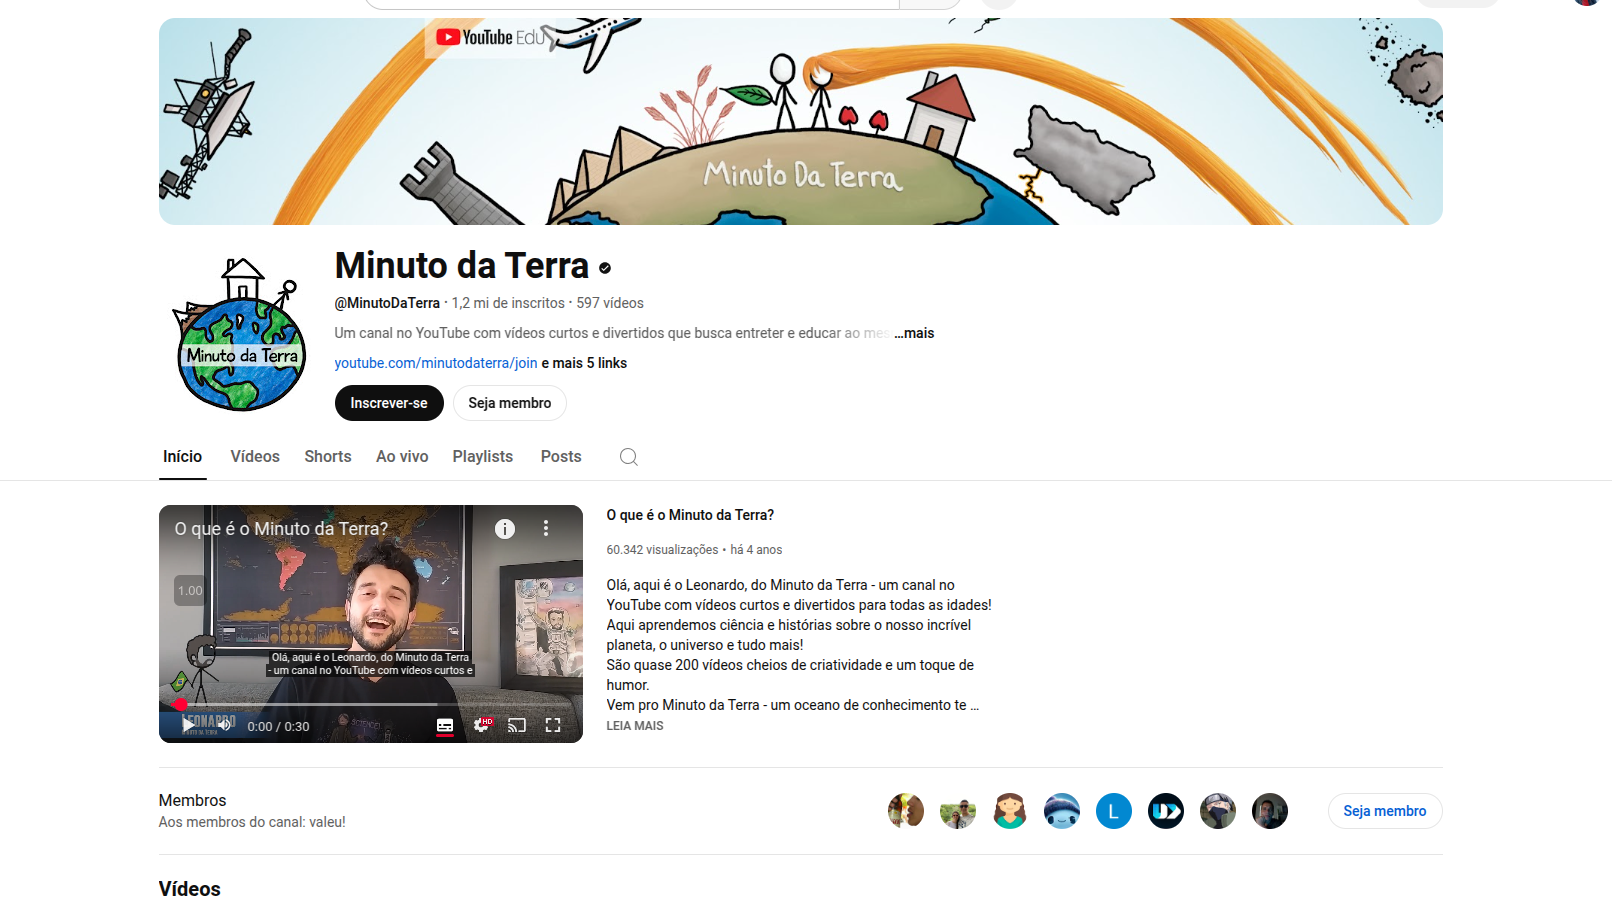 YouTube Edu
Minuto Da Terra
Minuto da Terra
Minuto da Terra
@MinutoDaTerra · 1,2 mi de inscritos · 597 vídeos
Um canal no YouTube com vídeos curtos e divertidos que busca entreter e educar ao mes ...mais
youtube.com/minutodaterra/join e mais 5 links
Inscrever-se Seja membro
Início Vídeos Shorts Ao vivo Playlists Posts
O que é o Minuto da Terra?
1.00
Olá, aqui é o Leonardo, do Minuto da Terra
- um canal no YouTube com vídeos curtos e
LEONARDO
MINUTO DA TERRA
SCIENCE!
0:00 / 0:30
HD
O que é o Minuto da Terra?
60.342 visualizações • há 4 anos
Olá, aqui é o Leonardo, do Minuto da Terra - um canal no
YouTube com vídeos curtos e divertidos para todas as idades!
Aqui aprendemos ciência e histórias sobre o nosso incrível
planeta, o universo e tudo mais!
São quase 200 vídeos cheios de criatividade e um toque de
humor.
Vem pro Minuto da Terra - um oceano de conhecimento te ...
LEIA MAIS
Membros
Aos membros do canal: valeu!
L
Seja membro
Vídeos